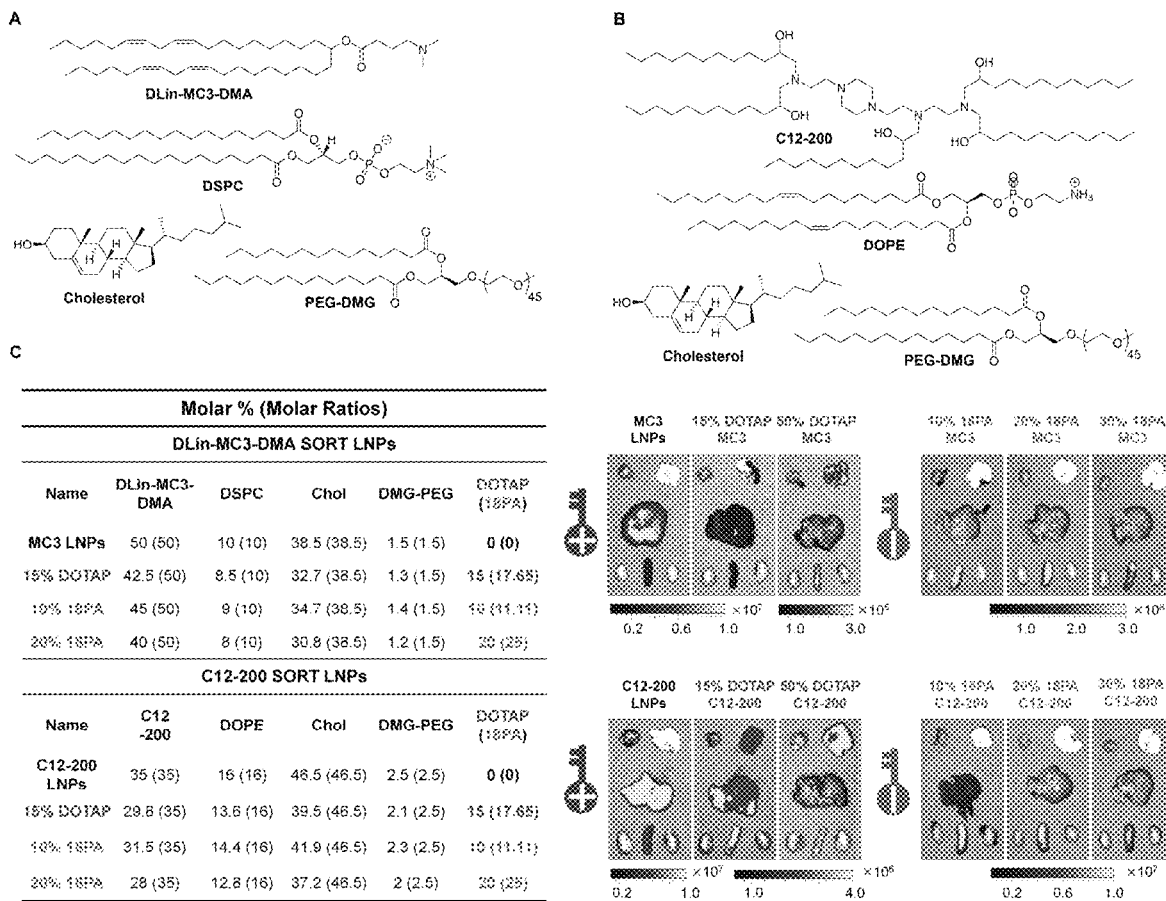 A
DLin-MC3-DMA
DSPC
HO
Cholesterol
PEG-DMG
45
B
OH
OH
OH
HO
OH
C12-200
NH3
DOPE
HO
Cholesterol
PEG-DMG
45
C
Molar % (Molar Ratios)
DLin-MC3-DMA SORT LNPs
Name DLin-MC3-DMA DSPC Chol DMG-PEG DOTAP (18PA)
MC3 LNPs 50 (50) 10 (10) 38.5 (38.5) 1.5 (1.5) 0 (0)
15% DOTAP 42.5 (50) 8.5 (10) 32.7 (38.5) 1.3 (1.5) 15 (17.65)
10% 18PA 45 (50) 9 (10) 34.7 (38.5) 1.4 (1.5) 10 (11.11)
20% 18PA 40 (50) 8 (10) 30.8 (38.5) 1.2 (1.5) 20 (25)
C12-200 SORT LNPs
Name C12-200 DOPE Chol DMG-PEG DOTAP (18PA)
C12-200 LNPs 35 (35) 16 (16) 46.5 (46.5) 2.5 (2.5) 0 (0)
15% DOTAP 29.8 (35) 13.6 (16) 39.5 (46.5) 2.1 (2.5) 15 (17.65)
10% 18PA 31.5 (35) 14.4 (16) 41.9 (46.5) 2.3 (2.5) 10 (11.11)
20% 18PA 28 (35) 12.8 (16) 37.2 (46.5) 2 (2.5) 20 (25)
MC3 LNPs
15% DOTAP MC3
50% DOTAP MC3
10% 18PA MC3
20% 18PA MC3
30% 18PA MC3
0.2 0.6 1.0 ×10⁷
1.0 3.0
1.0 2.0 3.0
C12-200 LNPs
15% DOTAP C12-200
50% DOTAP C12-200
10% 18PA C12-200
20% 18PA C12-200
30% 18PA C12-200
0.2 1.0 ×10⁷
1.0 4.0
0.2 0.6 1.0 ×10⁷